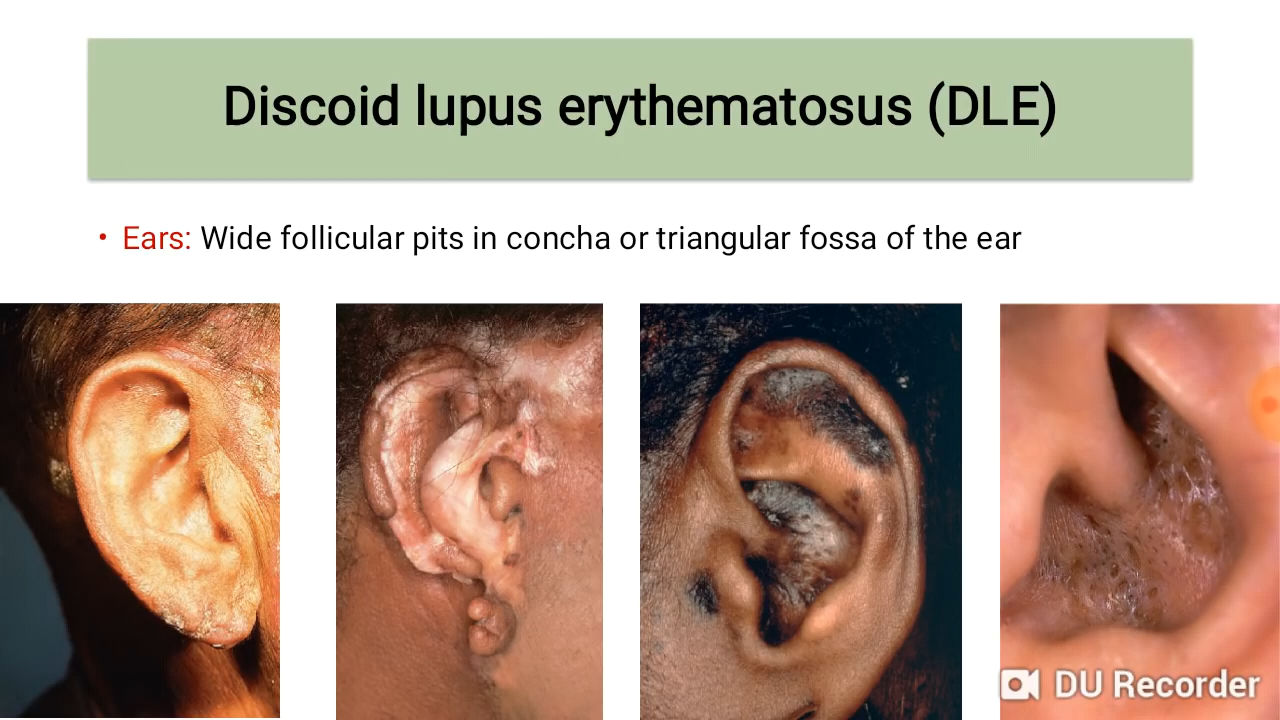 Discoid lupus erythematosus (DLE)
• Ears: Wide follicular pits in concha or triangular fossa of the ear
DU Recorder